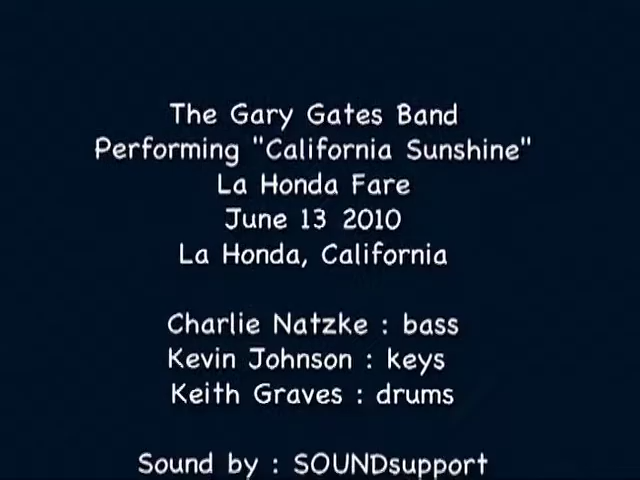 The Gary Gates Band
Performing "California Sunshine"
La Honda Fare
June 13 2010
La Honda, California
Charlie Natzke : bass
Kevin Johnson : keys
Keith Graves : drums
Sound by : SOUNDsupport